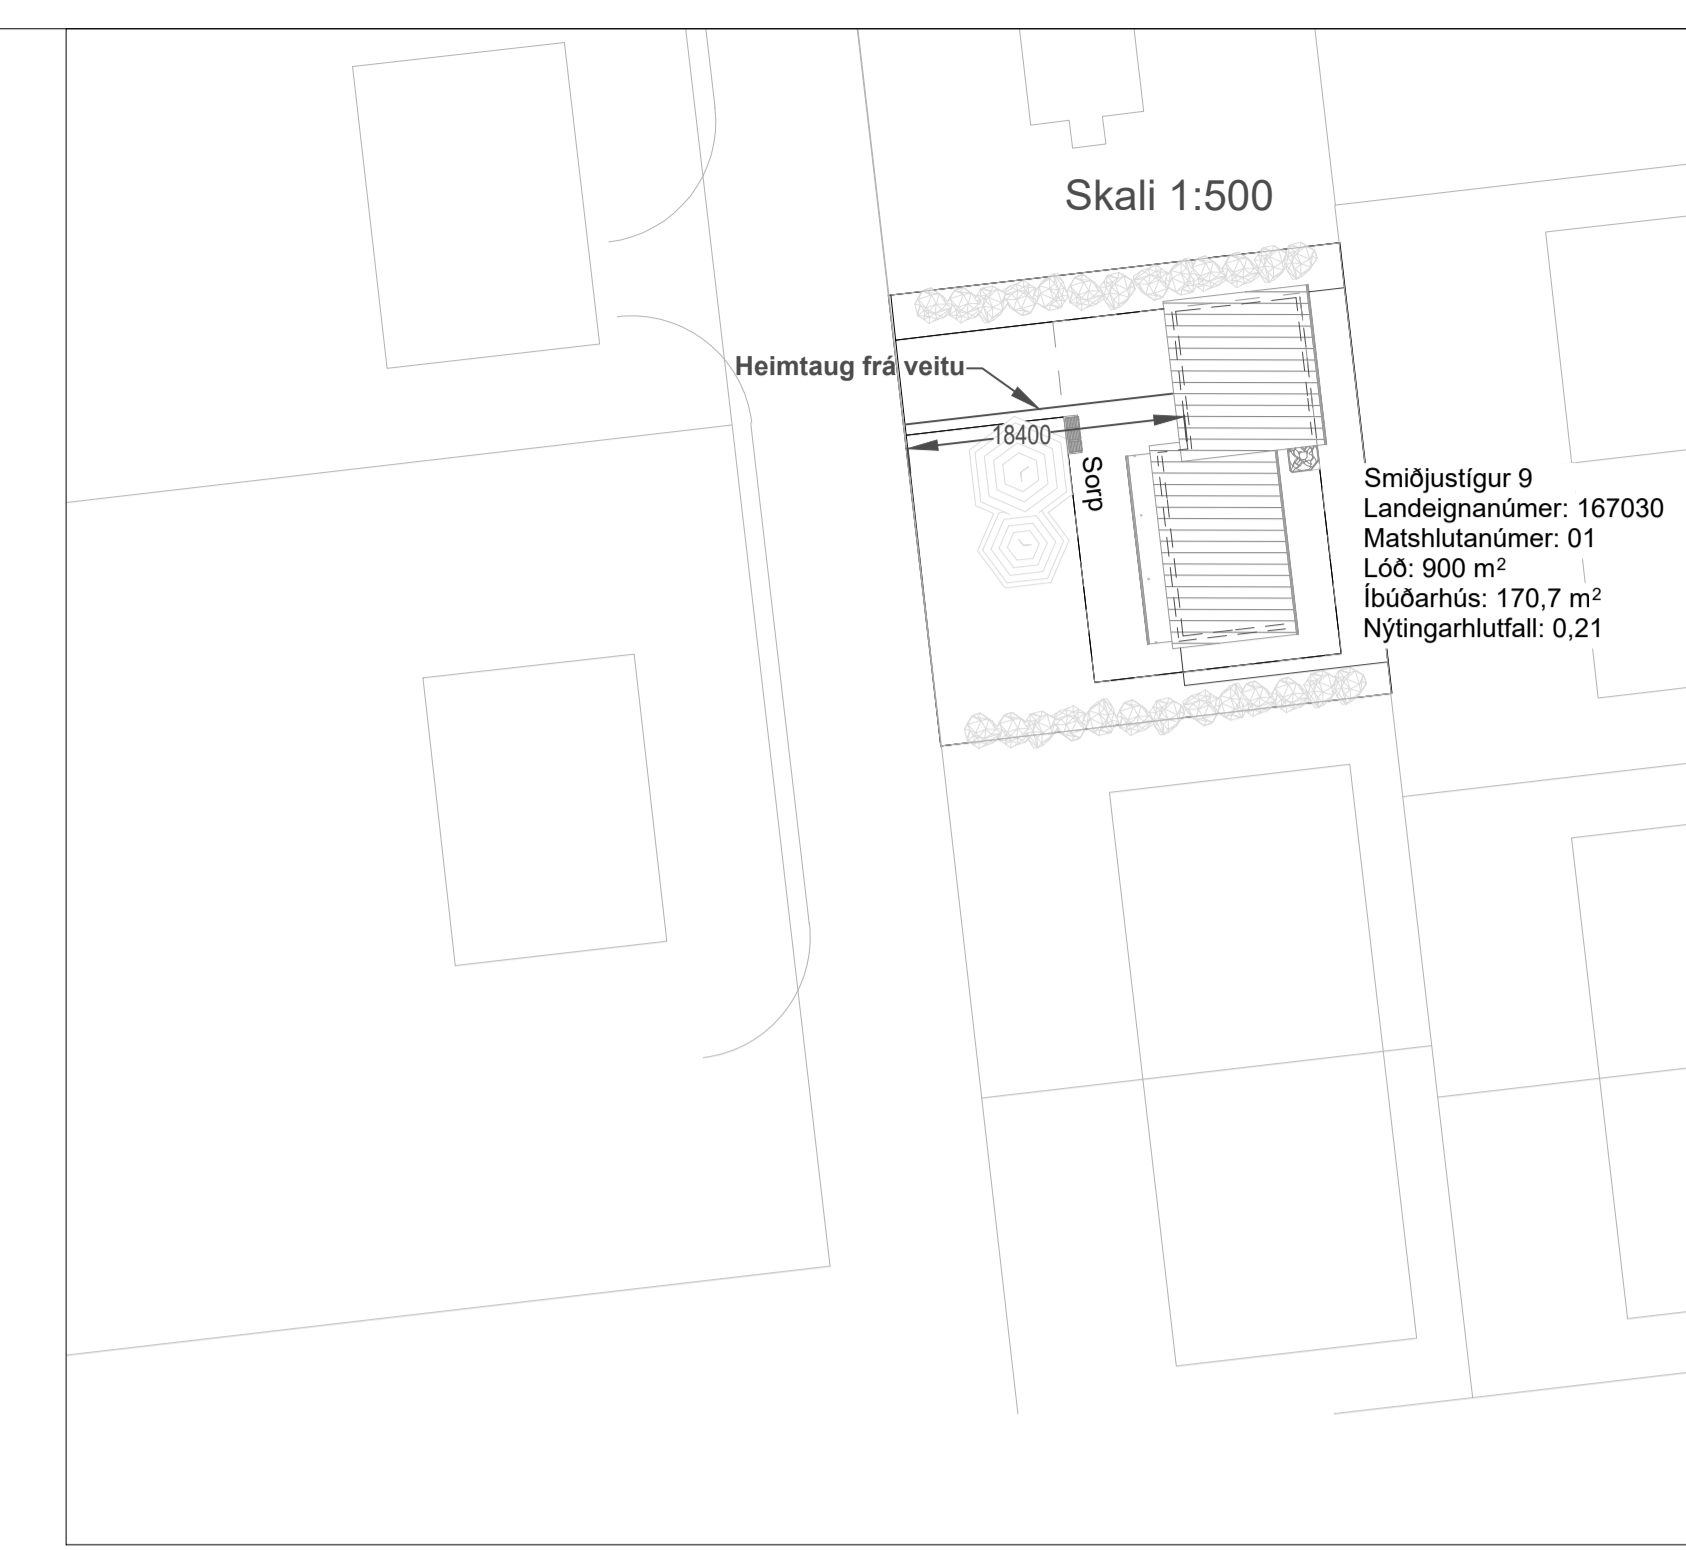 Skali 1:500
Heimtaug frá veitu
18400
Sorp
Smiðjustígur 9
Landeignanúmer: 167030
Matshlutanúmer: 01
Lóð: 900 m²
Íbúðarhús: 170,7 m²
Nýtingarhlutfall: 0,21